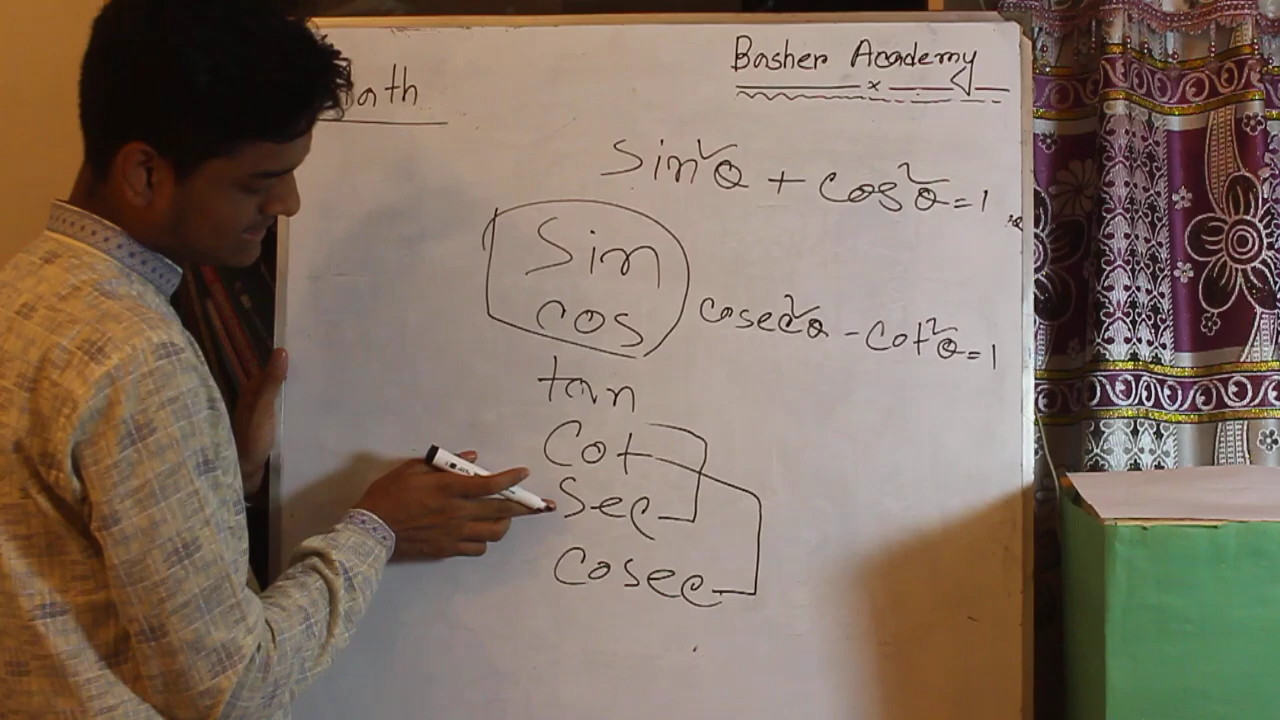 ath
Basher Academy
Sin²θ + Cos²θ = 1
Sin
cos
Cosec²θ - Cot²θ = 1
tan
Cot
Sec
Cosec